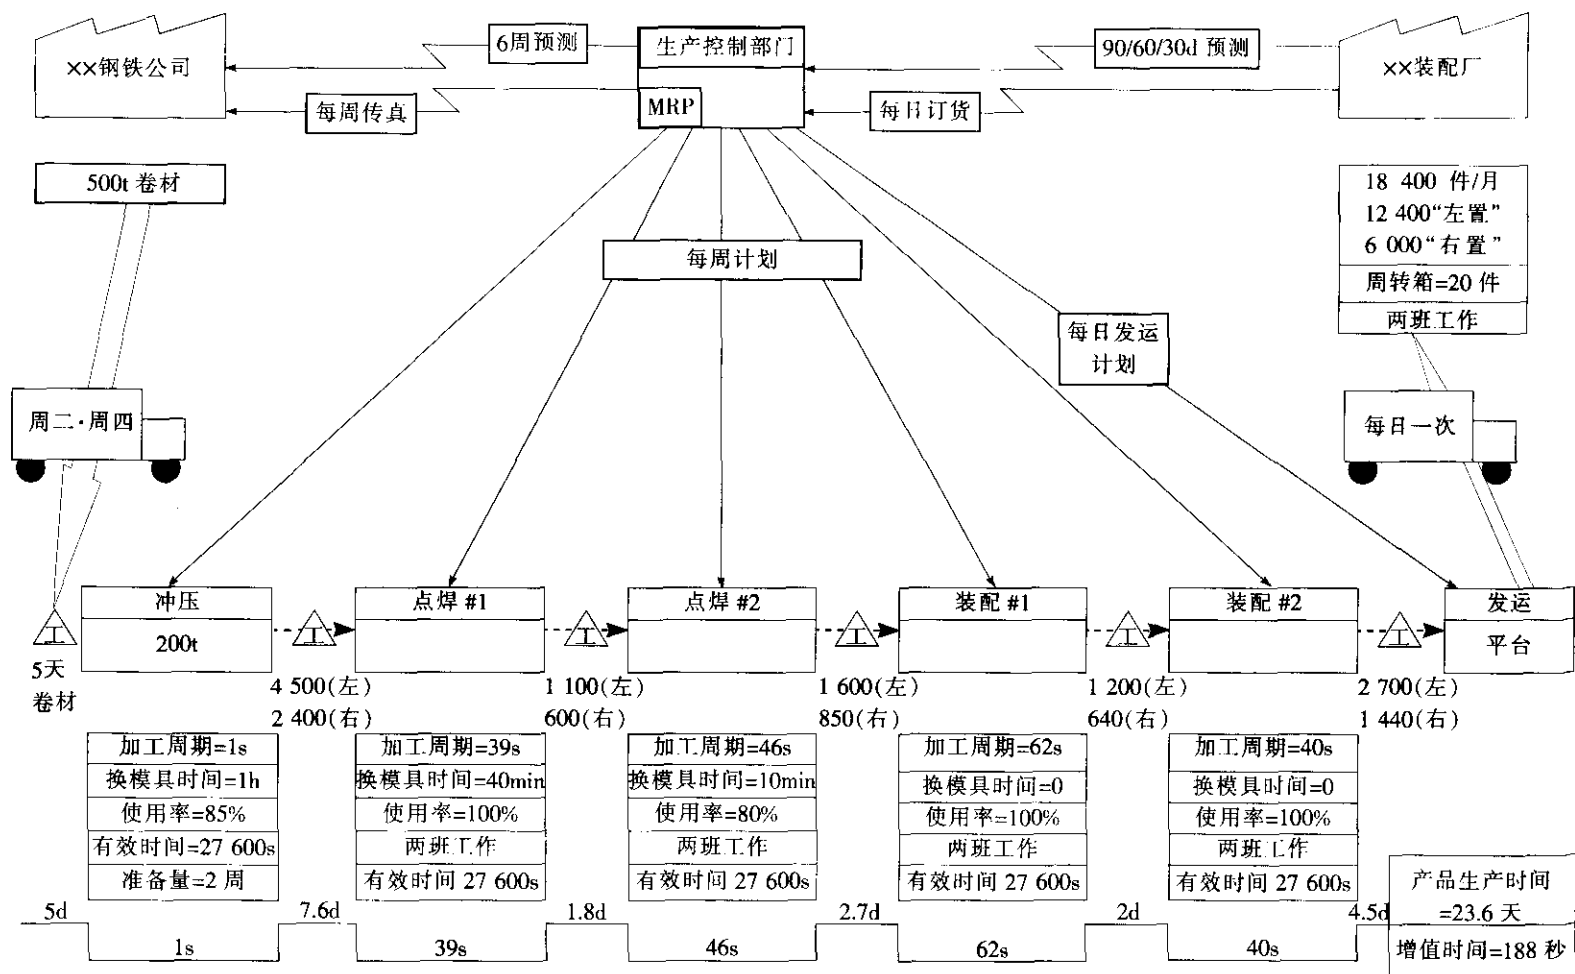 ××钢铁公司
6周预测
生产控制部门
90/60/30d 预测
××装配厂
每周传真
MRP
每日订货
500t 卷材
18 400 件/月
12 400“左置”
6 000“右置”
周转箱=20 件
两班工作
每周计划
每日发运
计划
周二·周四
每日一次
冲压
200t
点焊 #1
点焊 #2
装配 #1
装配 #2
发运
平台
工
工
工
工
工
工
5天
卷材
4 500(左)
2 400(右)
1 100(左)
600(右)
1 600(左)
850(右)
1 200(左)
640(右)
2 700(左)
1 440(右)
加工周期=1s
换模具时间=1h
使用率=85%
有效时间=27 600s
准备量=2 周
加工周期=39s
换模具时间=40min
使用率=100%
两班工作
有效时间 27 600s
加工周期=46s
换模具时间=10min
使用率=80%
两班工作
有效时间 27 600s
加工周期=62s
换模具时间=0
使用率=100%
两班工作
有效时间 27 600s
加工周期=40s
换模具时间=0
使用率=100%
两班工作
有效时间 27 600s
5d
7.6d
1.8d
2.7d
2d
4.5d
1s
39s
46s
62s
40s
产品生产时间
=23.6 天
增值时间=188 秒